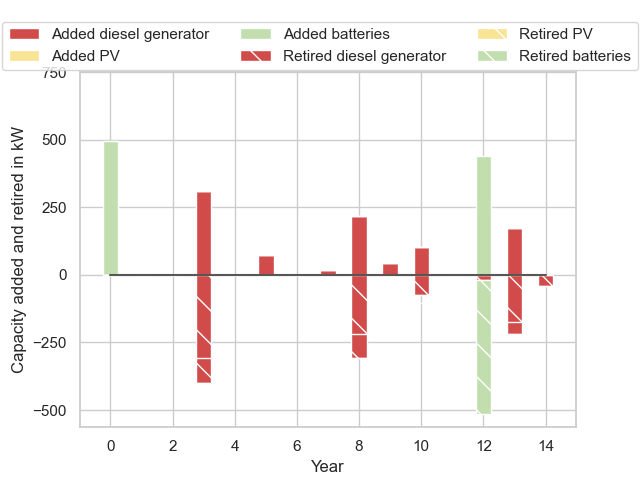 Added diesel generator Added batteries Retired PV
Added PV Retired diesel generator Retired batteries
750
500
250
0
−250
−500
Capacity added and retired in kW
0 2 4 6 8 10 12 14
Year